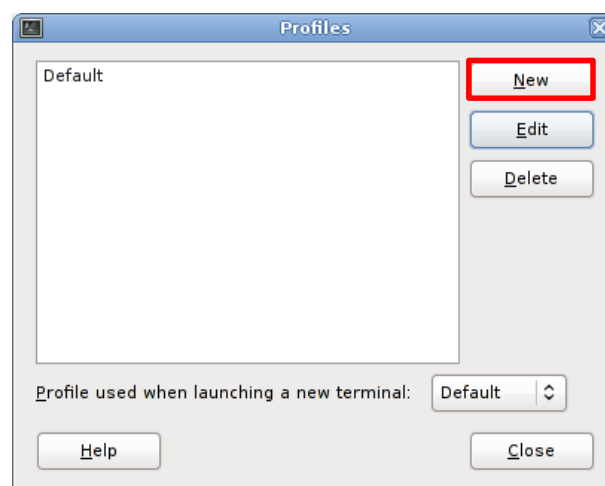 Profiles
Default
New
Edit
Delete
Profile used when launching a new terminal: Default
Help
Close